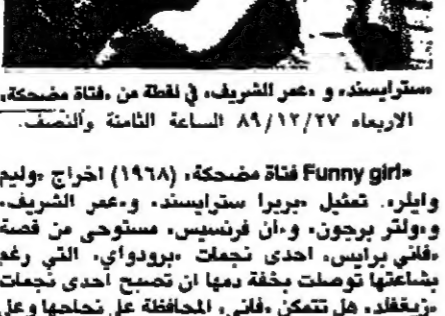 «سترايسند» و «عمر الشريف» في لقطة من «فتاة مضحكة»
الاربعاء ٨٩/١٢/٢٧ الساعة الثامنة والنصف.
«Funny girl فتاة مضحكة» (١٩٦٨) اخراج «وليم
وايلر». تمثيل «بربرا سترايسند» و«عمر الشريف»
و«ولتر برجون» و«ان فرنسيس» مستوحى من قصة
«فاني برايس» احدى نجمات «برودواي» التي رغم
بشاعتها توصلت بخفة دمها ان تصبح احدى نجمات
«زيغفلد» هل تتمكن «فاني» المحافظة على نجاحها وعلى